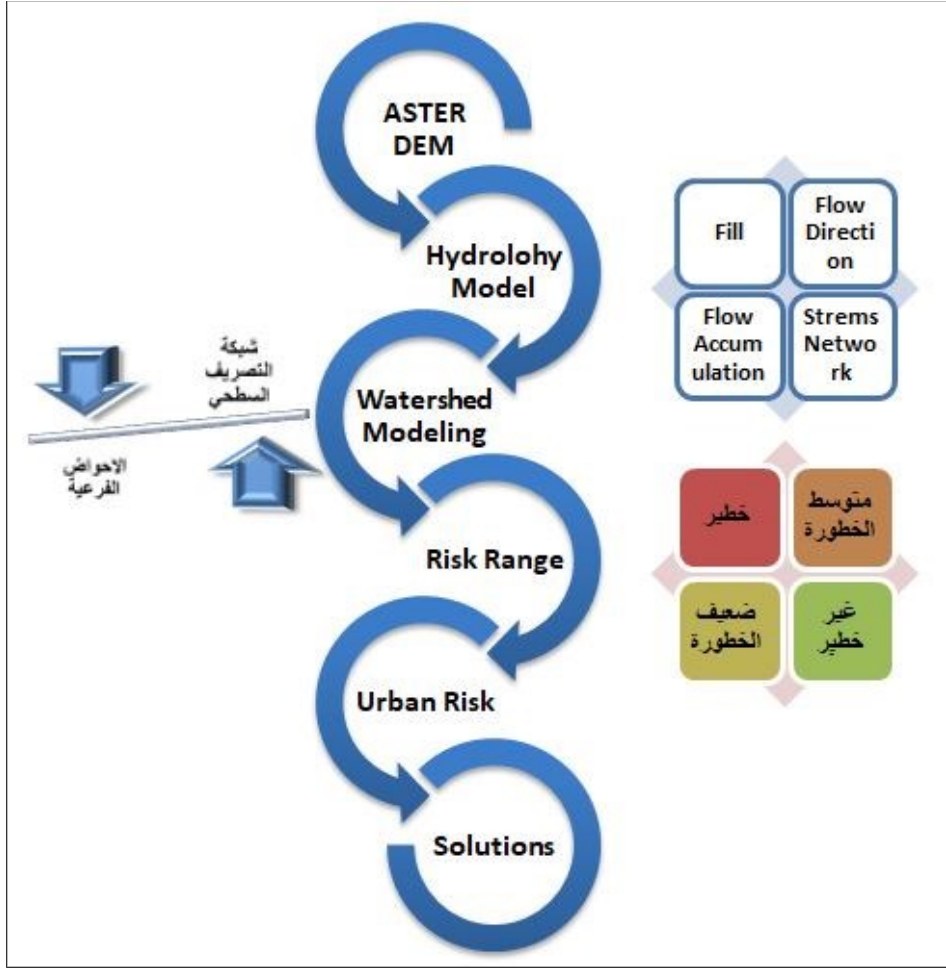 ASTER
DEM
Hydrolohy
Model
Watershed
Modeling
Risk Range
Urban Risk
Solutions
شبكة
التصريف
السطحي
الاحواض
الفرعية
Fill
Flow
Directi
on
Flow
Accum
ulation
Strems
Netwo
rk
خطير
متوسط
الخطورة
ضعيف
الخطورة
غير
خطير